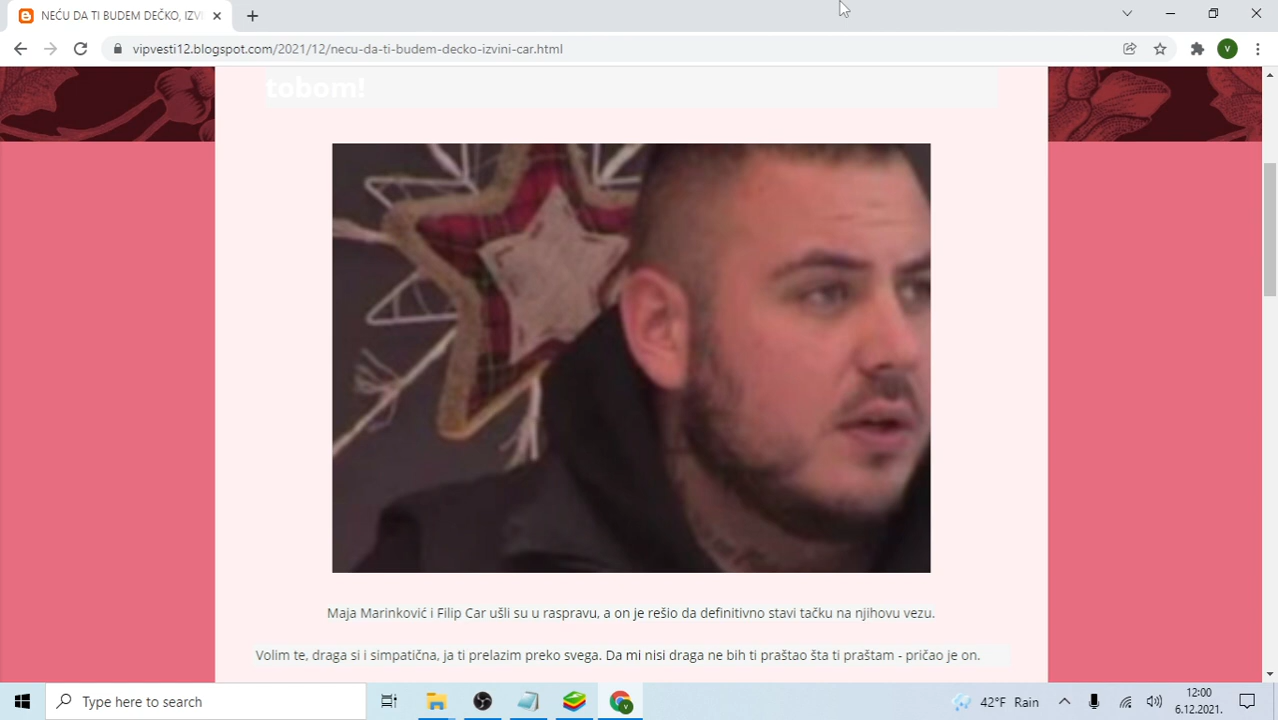 NEĆU DA TI BUDEM DEČKO, IZVI
vipvesti12.blogspot.com/2021/12/necu-da-ti-budem-decko-izvini-car.html
V
tobom!
Maja Marinković i Filip Car ušli su u raspravu, a on je rešio da definitivno stavi tačku na njihovu vezu.
Volim te, draga si i simpatična, ja ti prelazim preko svega. Da mi nisi draga ne bih ti praštao šta ti praštam - pričao je on.
Type here to search
42°F Rain
12:00
6.12.2021.